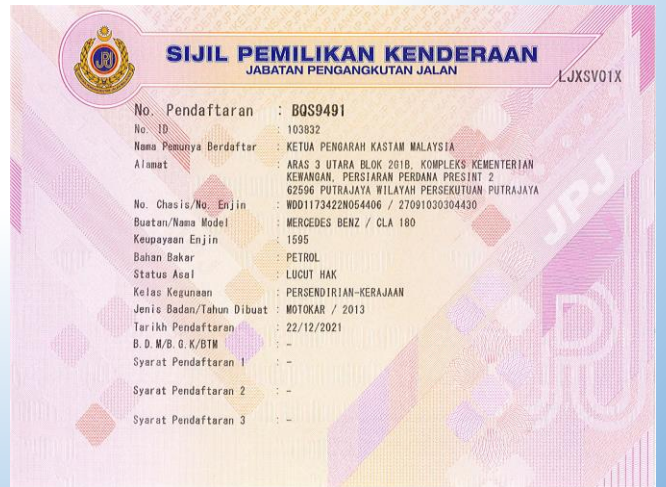 SIJIL PEMILIKAN KENDERAAN
JABATAN PENGANGKUTAN JALAN
LJXSV01X
No. Pendaftaran : BQS9491
No. ID : 103832
Nama Pemunya Berdaftar : KETUA PENGARAH KASTAM MALAYSIA
Alamat : ARAS 3 UTARA BLOK 2G1B, KOMPLEKS KEMENTERIAN
KEWANGAN, PERSIARAN PERDANA PRESINT 2
62596 PUTRAJAYA WILAYAH PERSEKUTUAN PUTRAJAYA
No. Chasis/No. Enjin : WDD1173422N054406 / 27091030304430
Buatan/Nama Model : MERCEDES BENZ / CLA 180
Keupayaan Enjin : 1595
Bahan Bakar : PETROL
Status Asal : LUCUT HAK
Kelas Kegunaan : PERSENDIRIAN-KERAJAAN
Jenis Badan/Tahun Dibuat : MOTOKAR / 2013
Tarikh Pendaftaran : 22/12/2021
B.D.M/B.G.K/BTM : -
Syarat Pendaftaran 1 : -
Syarat Pendaftaran 2 : -
Syarat Pendaftaran 3 : -
JPJ